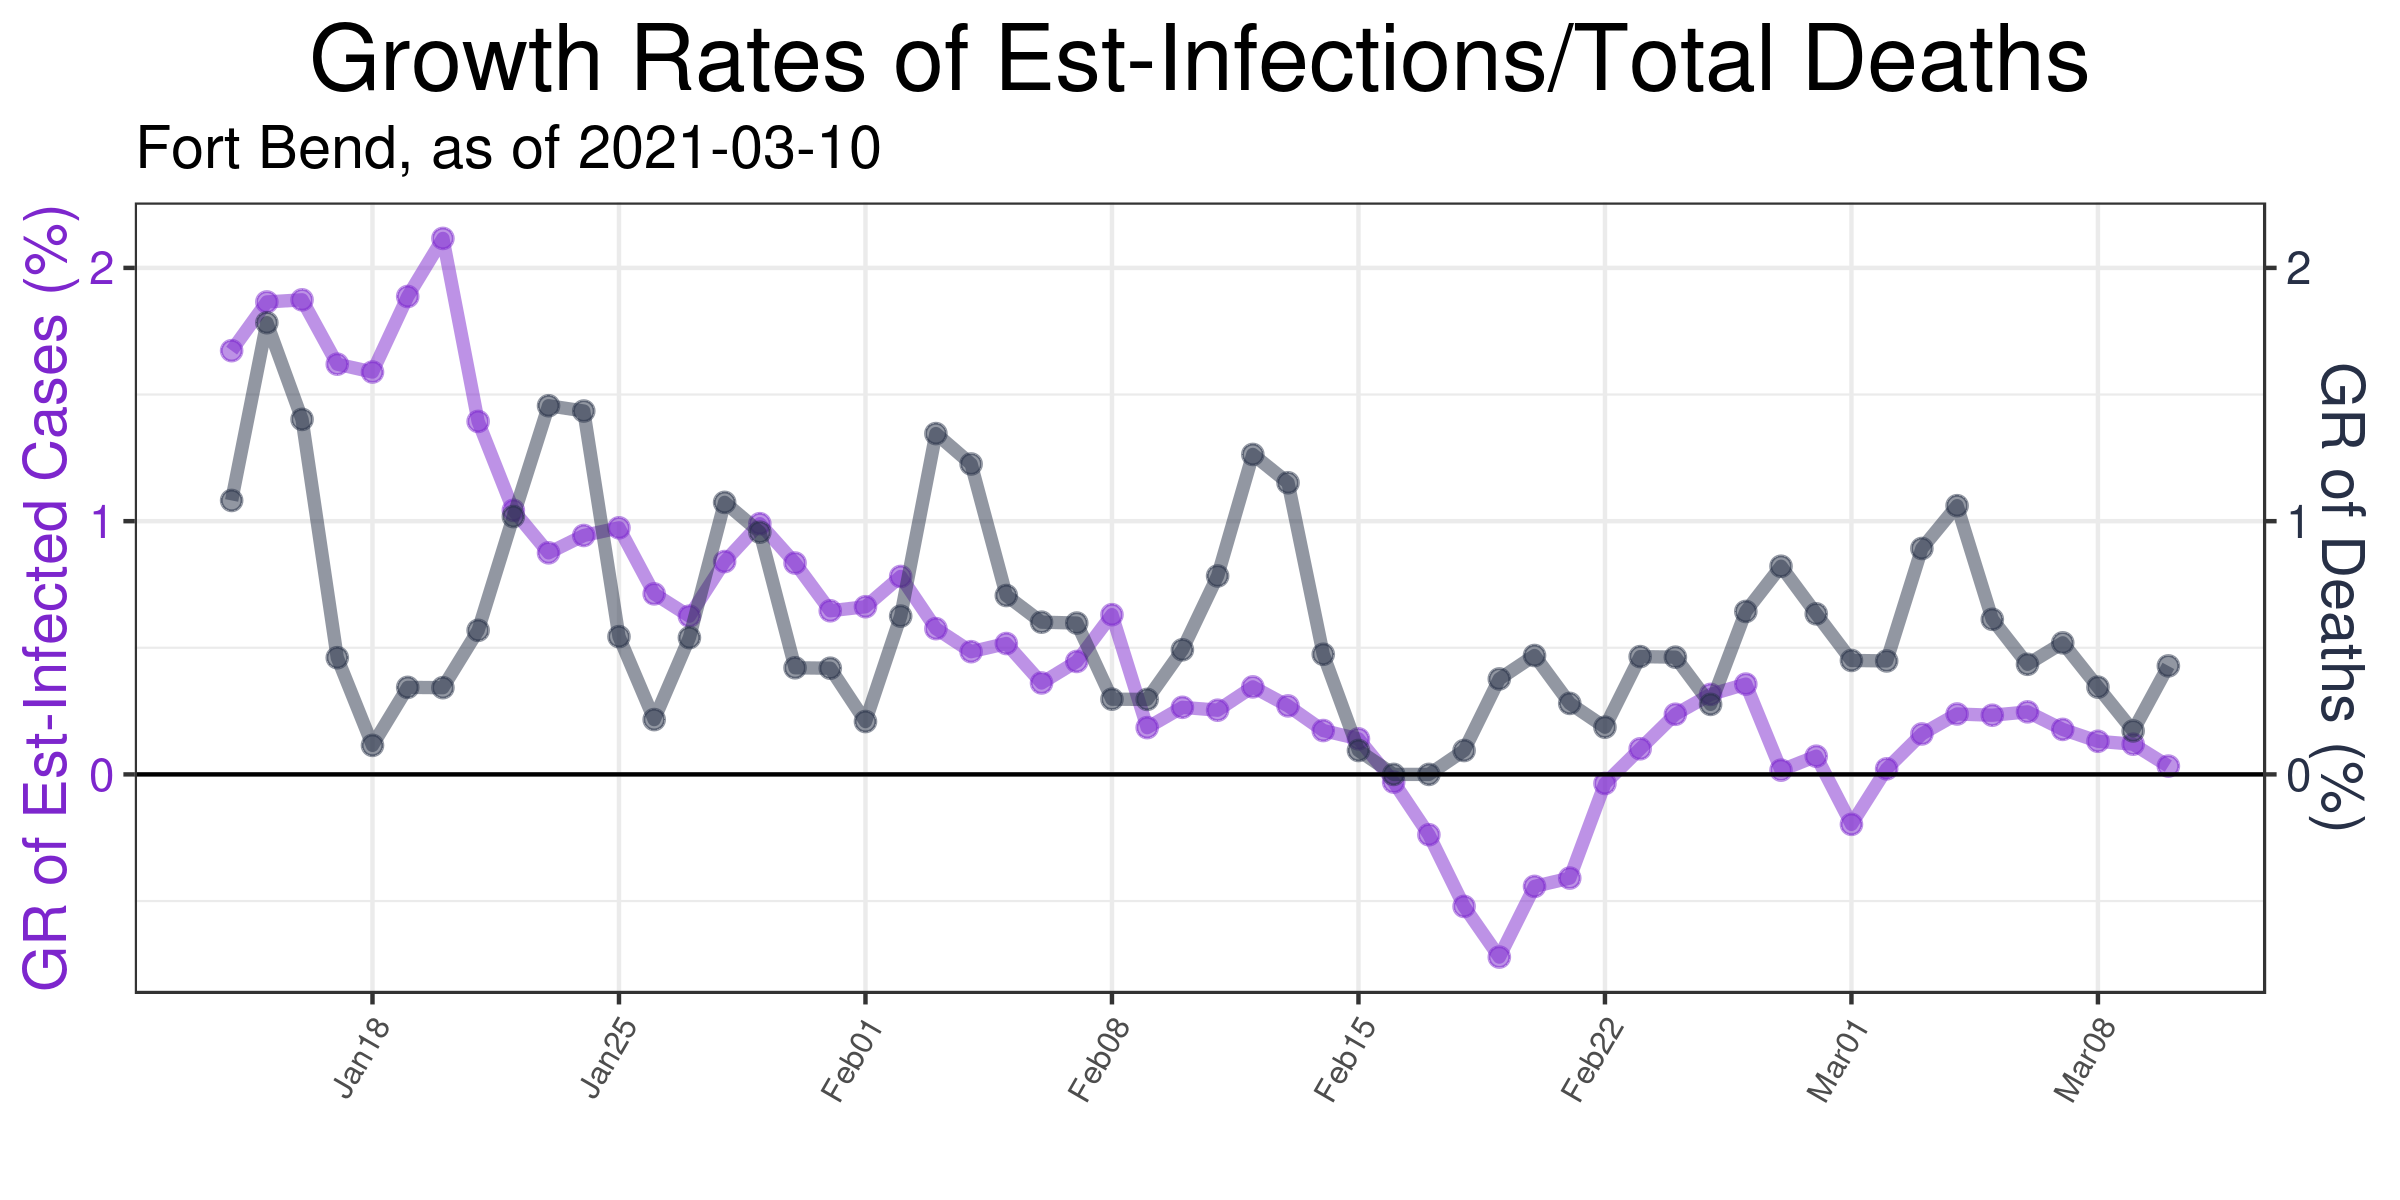 Growth Rates of Est-Infections/Total Deaths
Fort Bend, as of 2021-03-10
GR of Est-Infected Cases (%)
2
1
0
2
1
0
GR of Deaths (%)
Jan18
Jan25
Feb01
Feb08
Feb15
Feb22
Mar01
Mar08